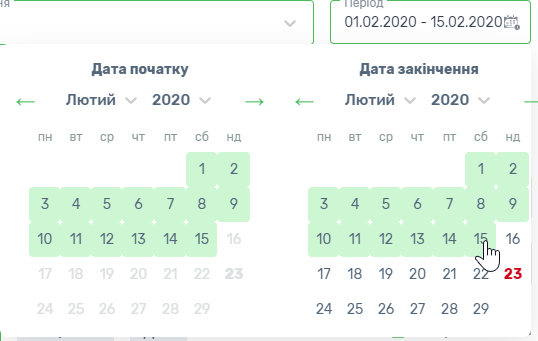 Період
01.02.2020 - 15.02.2020
Дата початку
Лютий 2020
пн вт ср чт пт сб нд
1 2
3 4 5 6 7 8 9
10 11 12 13 14 15 16
17 18 19 20 21 22 23
24 25 26 27 28 29
Дата закінчення
Лютий 2020
пн вт ср чт пт сб нд
1 2
3 4 5 6 7 8 9
10 11 12 13 14 15 16
17 18 19 20 21 22 23
24 25 26 27 28 29